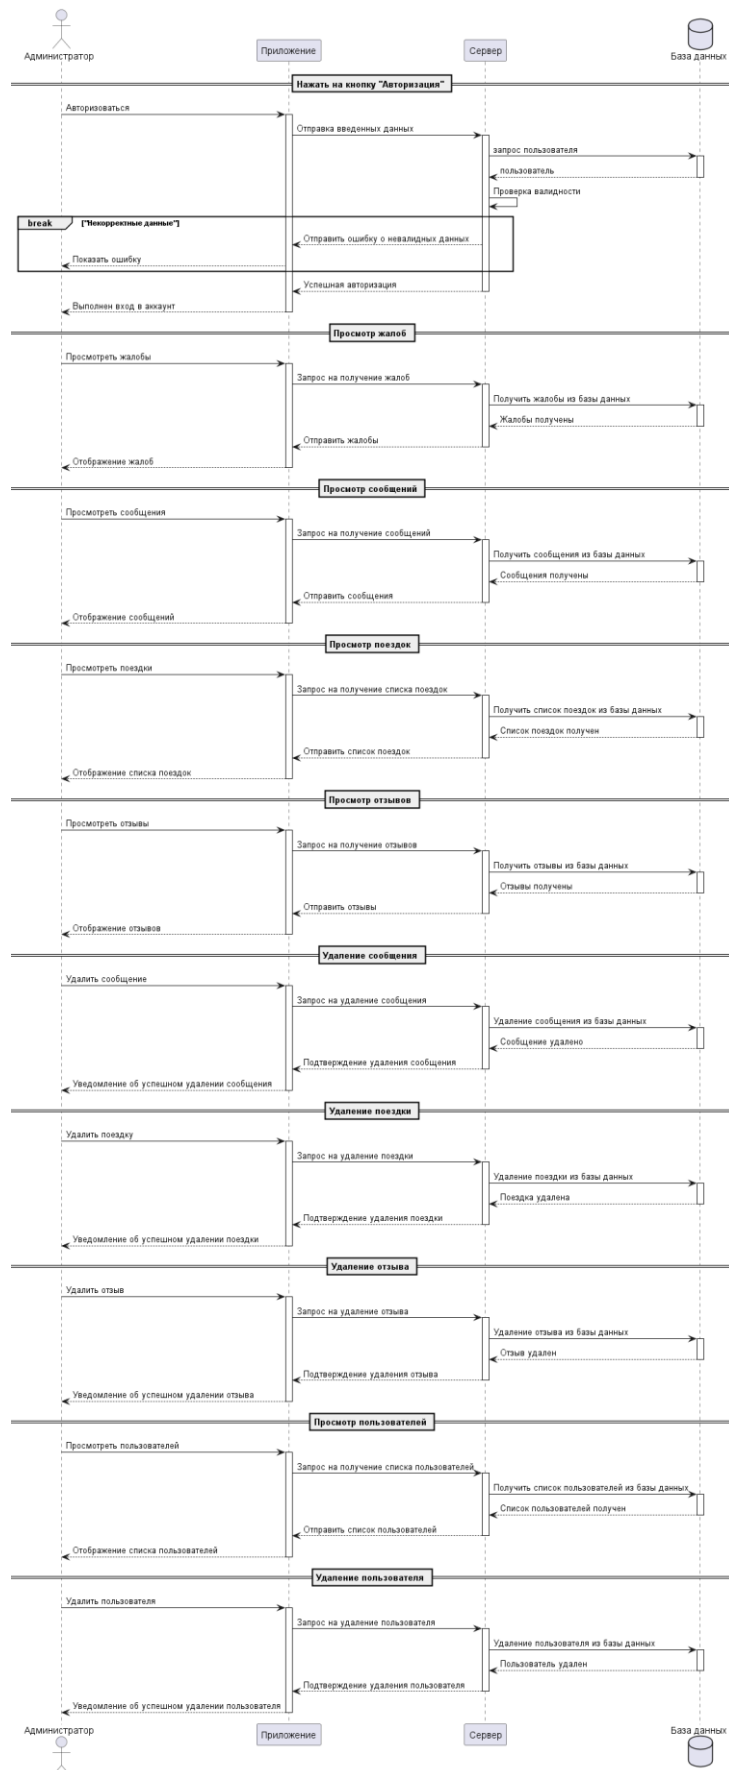 Администратор
Приложение
Сервер
База данных
Нажать на кнопку "Авторизация"
Авторизоваться
Отправка введенных данных
запрос пользователя
пользователь
Проверка валидности
break
["Некорректные данные"]
Отправить ошибку о невалидных данных
Показать ошибку
Успешная авторизация
Выполнен вход в аккаунт
Просмотр жалоб
Просмотреть жалобы
Запрос на получение жалоб
Получить жалобы из базы данных
Жалобы получены
Отправить жалобы
Отображение жалоб
Просмотр сообщений
Просмотреть сообщения
Запрос на получение сообщений
Получить сообщения из базы данных
Сообщения получены
Отправить сообщения
Отображение сообщений
Просмотр поездок
Просмотреть поездки
Запрос на получение списка поездок
Получить список поездок из базы данных
Список поездок получен
Отправить список поездок
Отображение списка поездок
Просмотр отзывов
Просмотреть отзывы
Запрос на получение отзывов
Получить отзывы из базы данных
Отзывы получены
Отправить отзывы
Отображение отзывов
Удаление сообщения
Удалить сообщение
Запрос на удаление сообщения
Удаление сообщения из базы данных
Сообщение удалено
Подтверждение удаления сообщения
Уведомление об успешном удалении сообщения
Удаление поездки
Удалить поездку
Запрос на удаление поездки
Удаление поездки из базы данных
Поездка удалена
Подтверждение удаления поездки
Уведомление об успешном удалении поездки
Удаление отзыва
Удалить отзыв
Запрос на удаление отзыва
Удаление отзыва из базы данных
Отзыв удален
Подтверждение удаления отзыва
Уведомление об успешном удалении отзыва
Просмотр пользователей
Просмотреть пользователей
Запрос на получение списка пользователей
Получить список пользователей из базы данных
Список пользователей получен
Отправить список пользователей
Отображение списка пользователей
Удаление пользователя
Удалить пользователя
Запрос на удаление пользователя
Удаление пользователя из базы данных
Пользователь удален
Подтверждение удаления пользователя
Уведомление об успешном удалении пользователя
Администратор
Приложение
Сервер
База данных